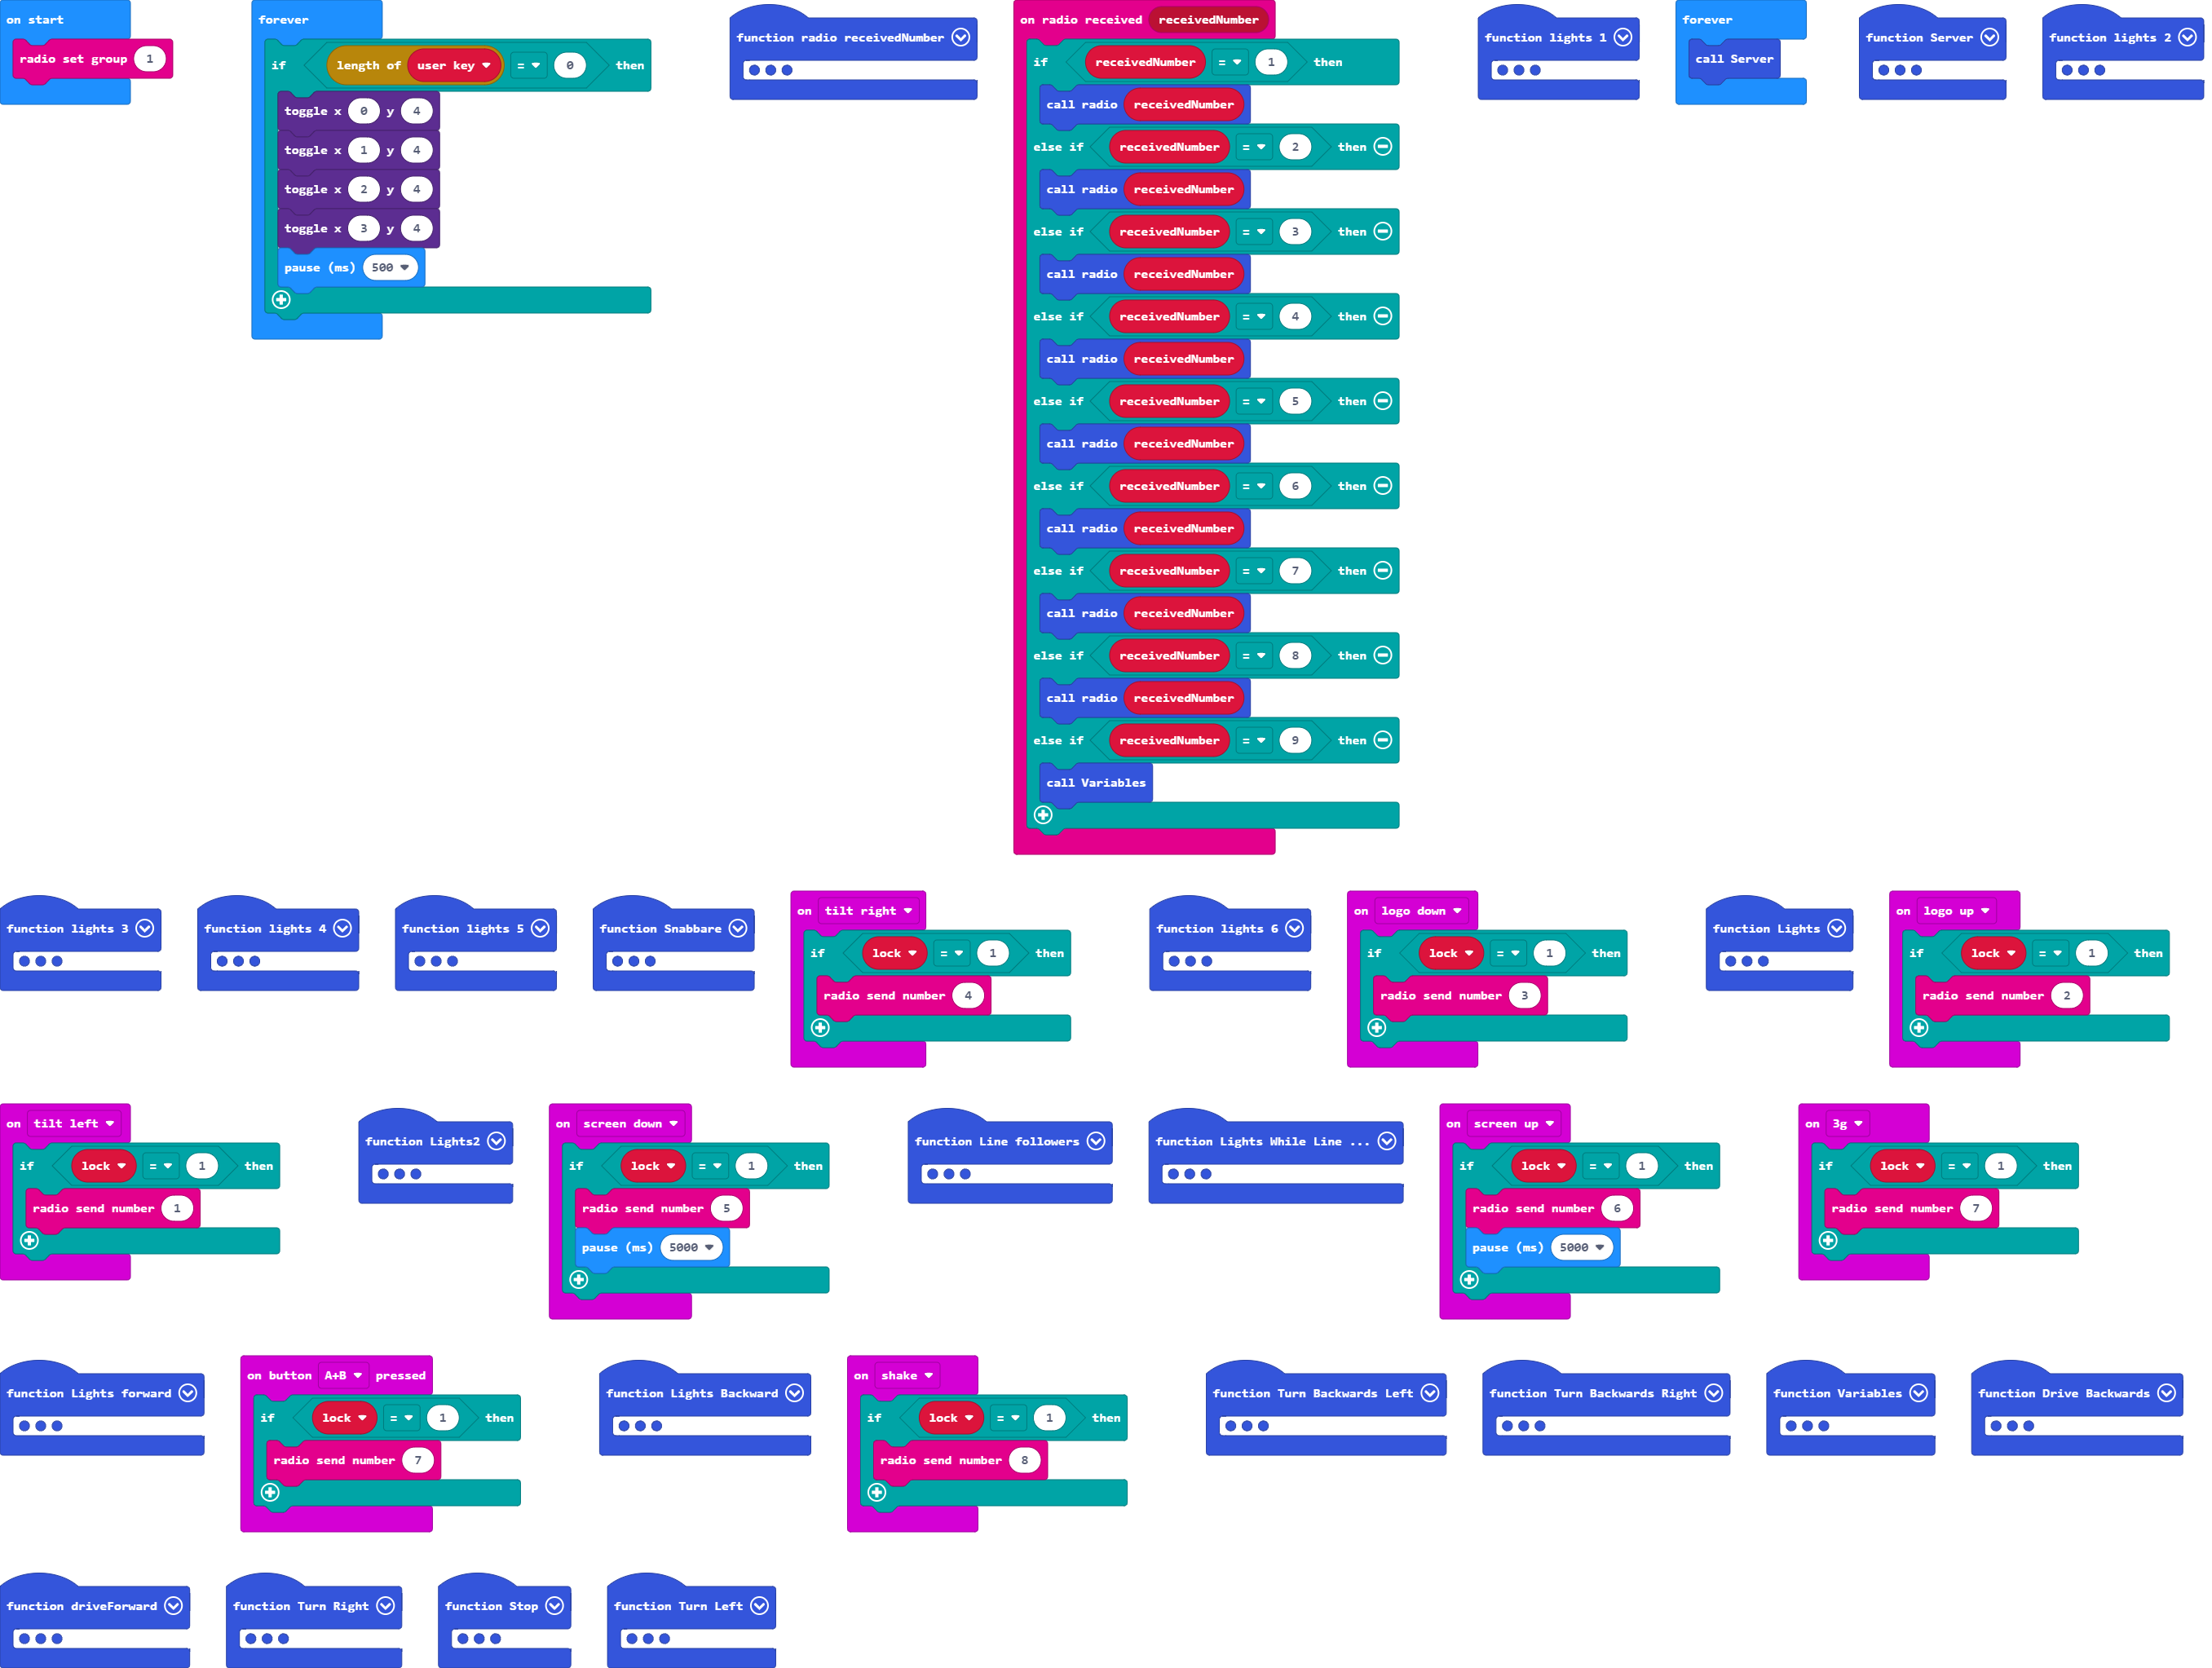 on start
radio set group 1
forever
if length of user key = 0 then
toggle x 0 y 4
toggle x 1 y 4
toggle x 2 y 4
toggle x 3 y 4
pause (ms) 500
function radio receivedNumber
on radio received receivedNumber
if receivedNumber = 1 then
call radio receivedNumber
else if receivedNumber = 2 then
call radio receivedNumber
else if receivedNumber = 3 then
call radio receivedNumber
else if receivedNumber = 4 then
call radio receivedNumber
else if receivedNumber = 5 then
call radio receivedNumber
else if receivedNumber = 6 then
call radio receivedNumber
else if receivedNumber = 7 then
call radio receivedNumber
else if receivedNumber = 8 then
call radio receivedNumber
else if receivedNumber = 9 then
call Variables
function lights 1
forever
call Server
function Server
function lights 2
function lights 3
function lights 4
function lights 5
function Snabbare
on tilt right
if lock = 1 then
radio send number 4
function lights 6
on logo down
if lock = 1 then
radio send number 3
function Lights
on logo up
if lock = 1 then
radio send number 2
on tilt left
if lock = 1 then
radio send number 1
function Lights2
on screen down
if lock = 1 then
radio send number 5
pause (ms) 5000
function Line followers
function Lights While Line ...
on screen up
if lock = 1 then
radio send number 6
pause (ms) 5000
on 3g
if lock = 1 then
radio send number 7
function Lights forward
on button A+B pressed
if lock = 1 then
radio send number 7
function Lights Backward
on shake
if lock = 1 then
radio send number 8
function Turn Backwards Left
function Turn Backwards Right
function Variables
function Drive Backwards
function driveForward
function Turn Right
function Stop
function Turn Left